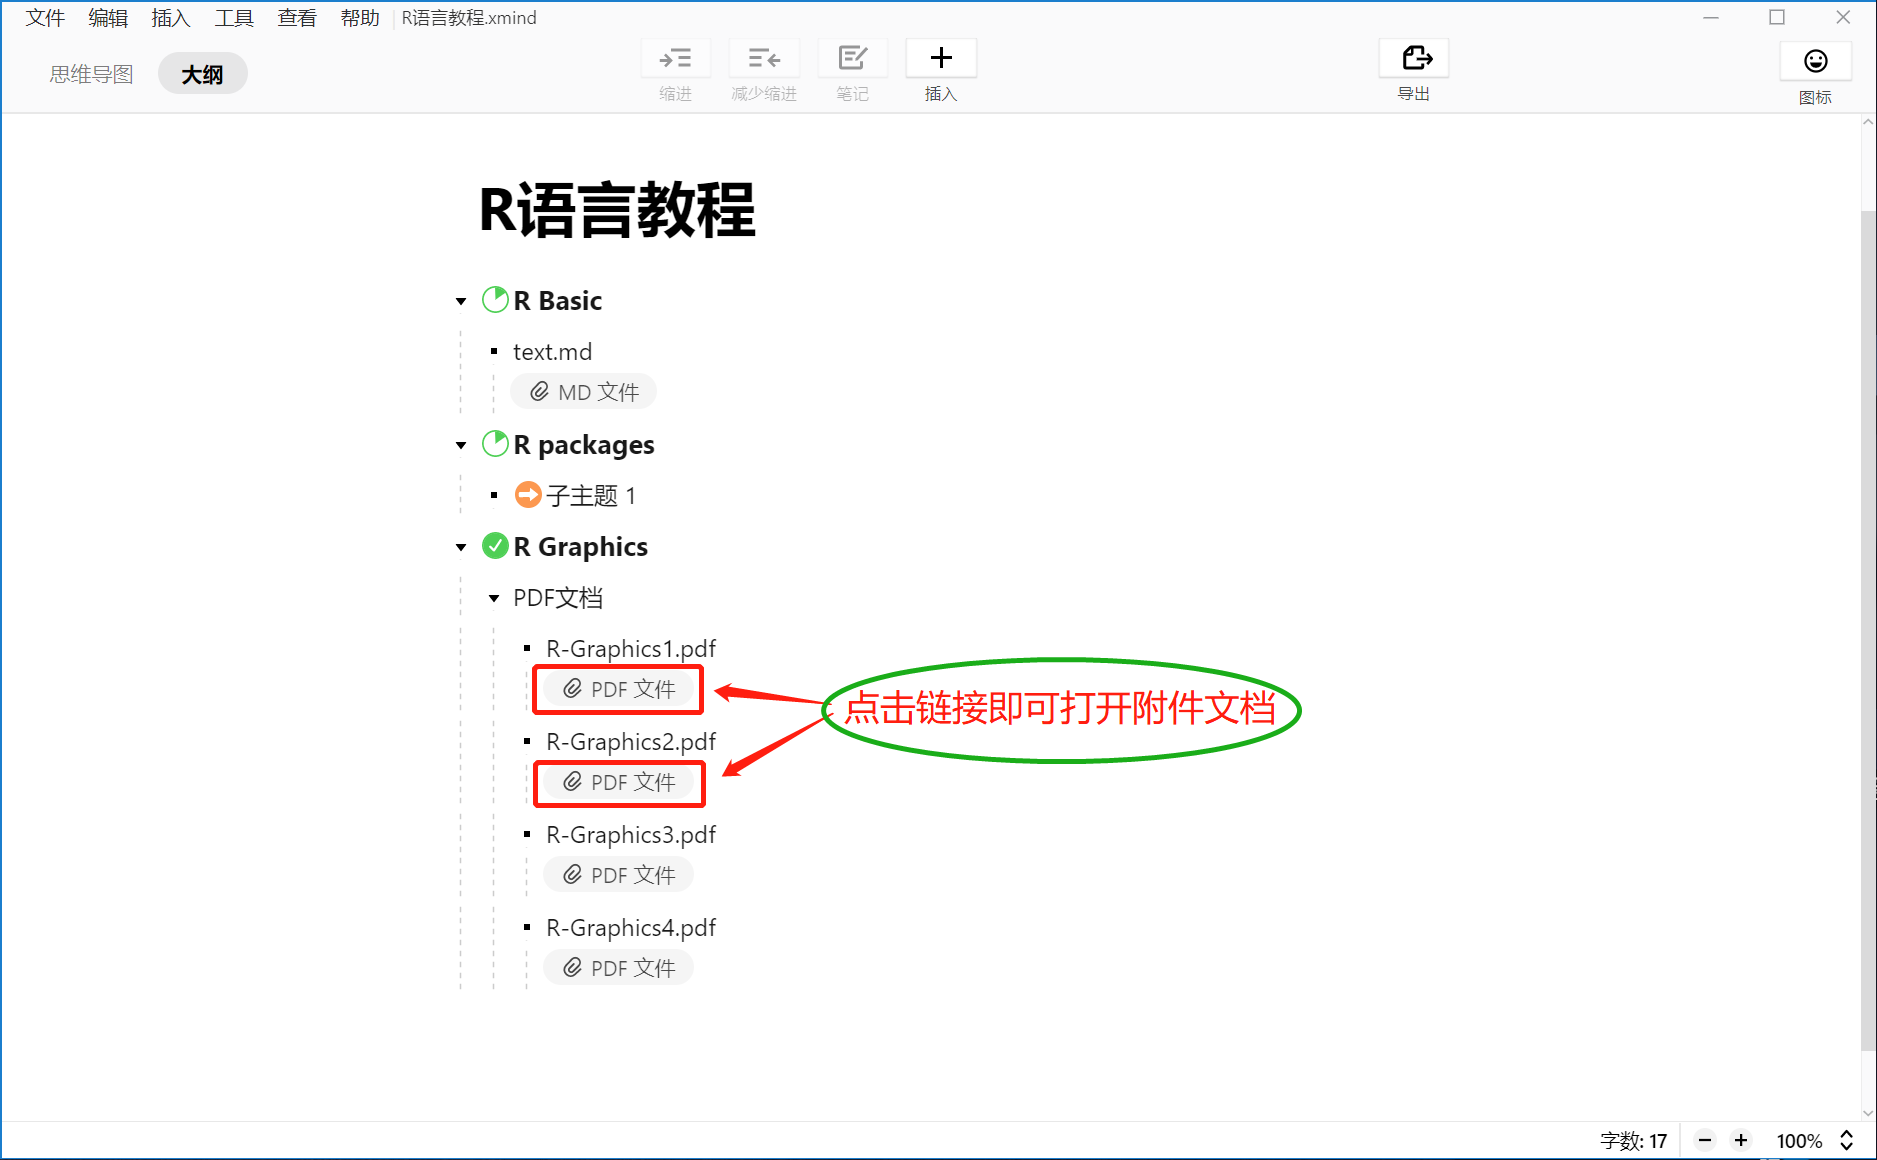 文件 编辑 插入 工具 查看 帮助 R语言教程.xmind
思维导图 大纲
缩进 减少缩进 笔记 插入 导出 图标
R语言教程
R Basic
text.md
MD 文件
R packages
子主题 1
R Graphics
PDF文档
R-Graphics1.pdf
PDF 文件
点击链接即可打开附件文档
R-Graphics2.pdf
PDF 文件
R-Graphics3.pdf
PDF 文件
R-Graphics4.pdf
PDF 文件
字数: 17 100%